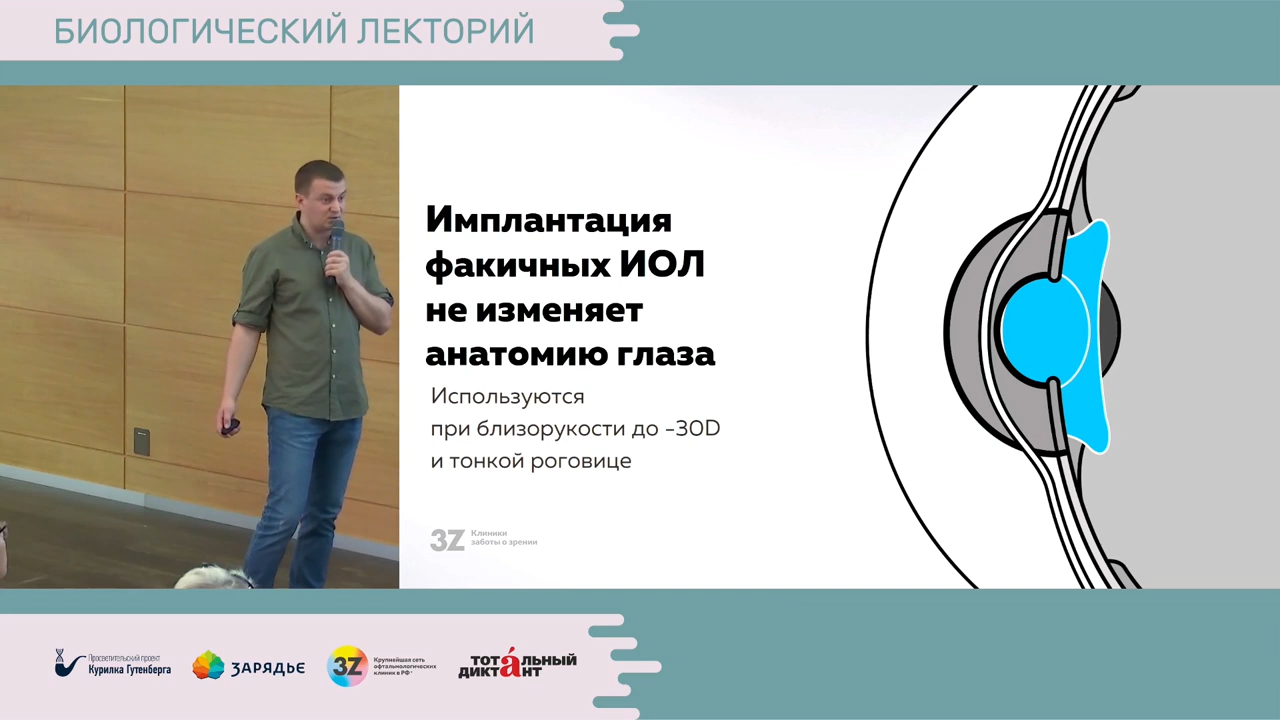 БИОЛОГИЧЕСКИЙ ЛЕКТОРИЙ
Имплантация
факичных ИОЛ
не изменяет
анатомию глаза
Используются
при близорукости до -30D
и тонкой роговице
3Z Клиники
заботы о зрении
Просветительский проект
Курилка Гутенберга
ЗАРЯДЬЕ
3Z
Крупнейшая сеть
офтальмологических
клиник в РФ*
тотальный
диктант